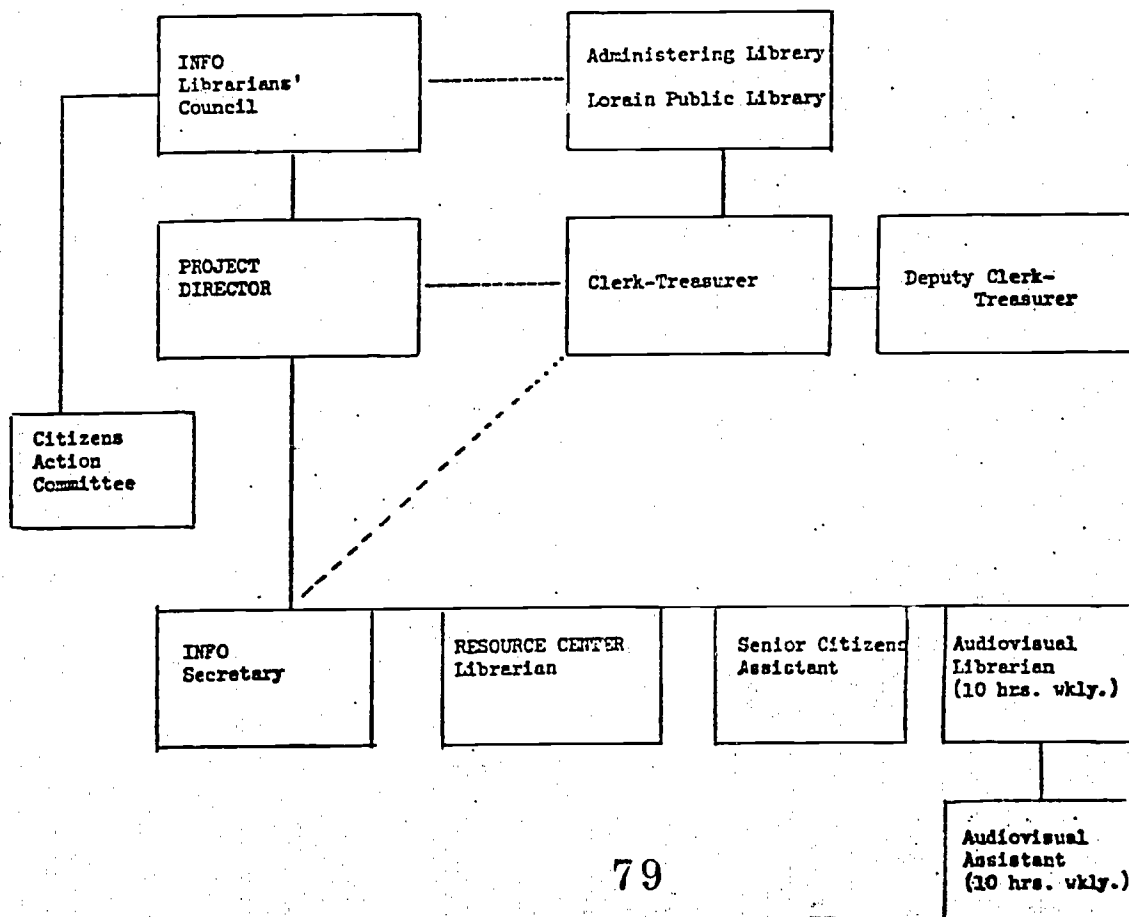 INFO
Librarians'
Council
Administering Library
Lorain Public Library
PROJECT
DIRECTOR
Clerk-Treasurer
Deputy Clerk-
Treasurer
Citizens
Action
Committee
INFO
Secretary
RESOURCE CENTER
Librarian
Senior Citizens
Assistant
Audiovisual
Librarian
(10 hrs. wkly.)
Audiovisual
Assistant
(10 hrs. wkly.)
79